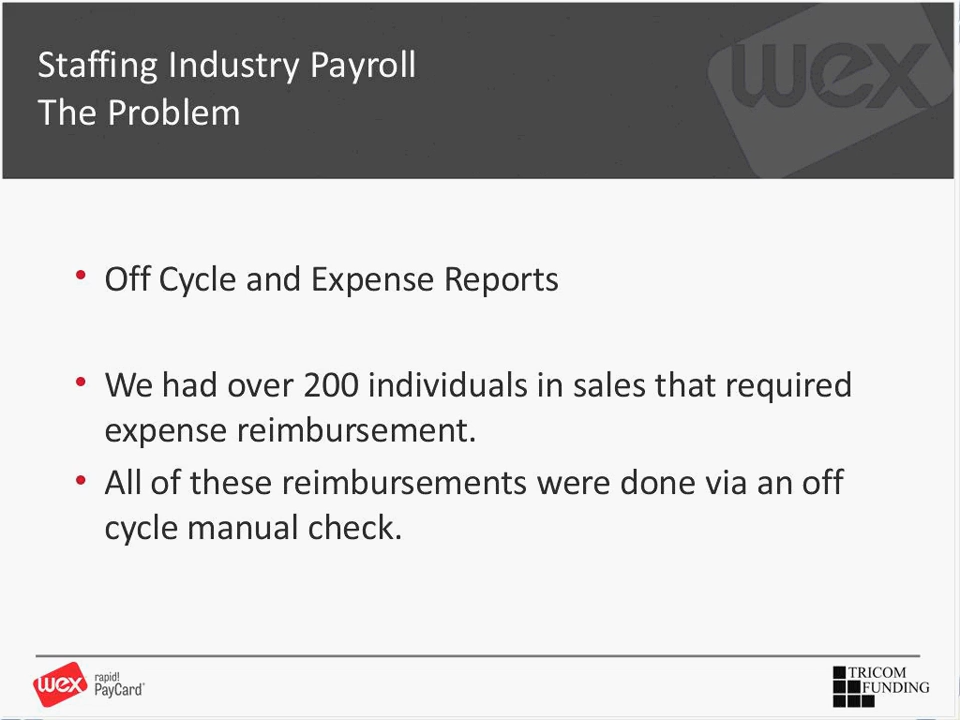 Staffing Industry Payroll
The Problem
wex
• Off Cycle and Expense Reports
• We had over 200 individuals in sales that required
expense reimbursement.
• All of these reimbursements were done via an off
cycle manual check.
wex
rapid!
PayCard®
TRICOM
FUNDING